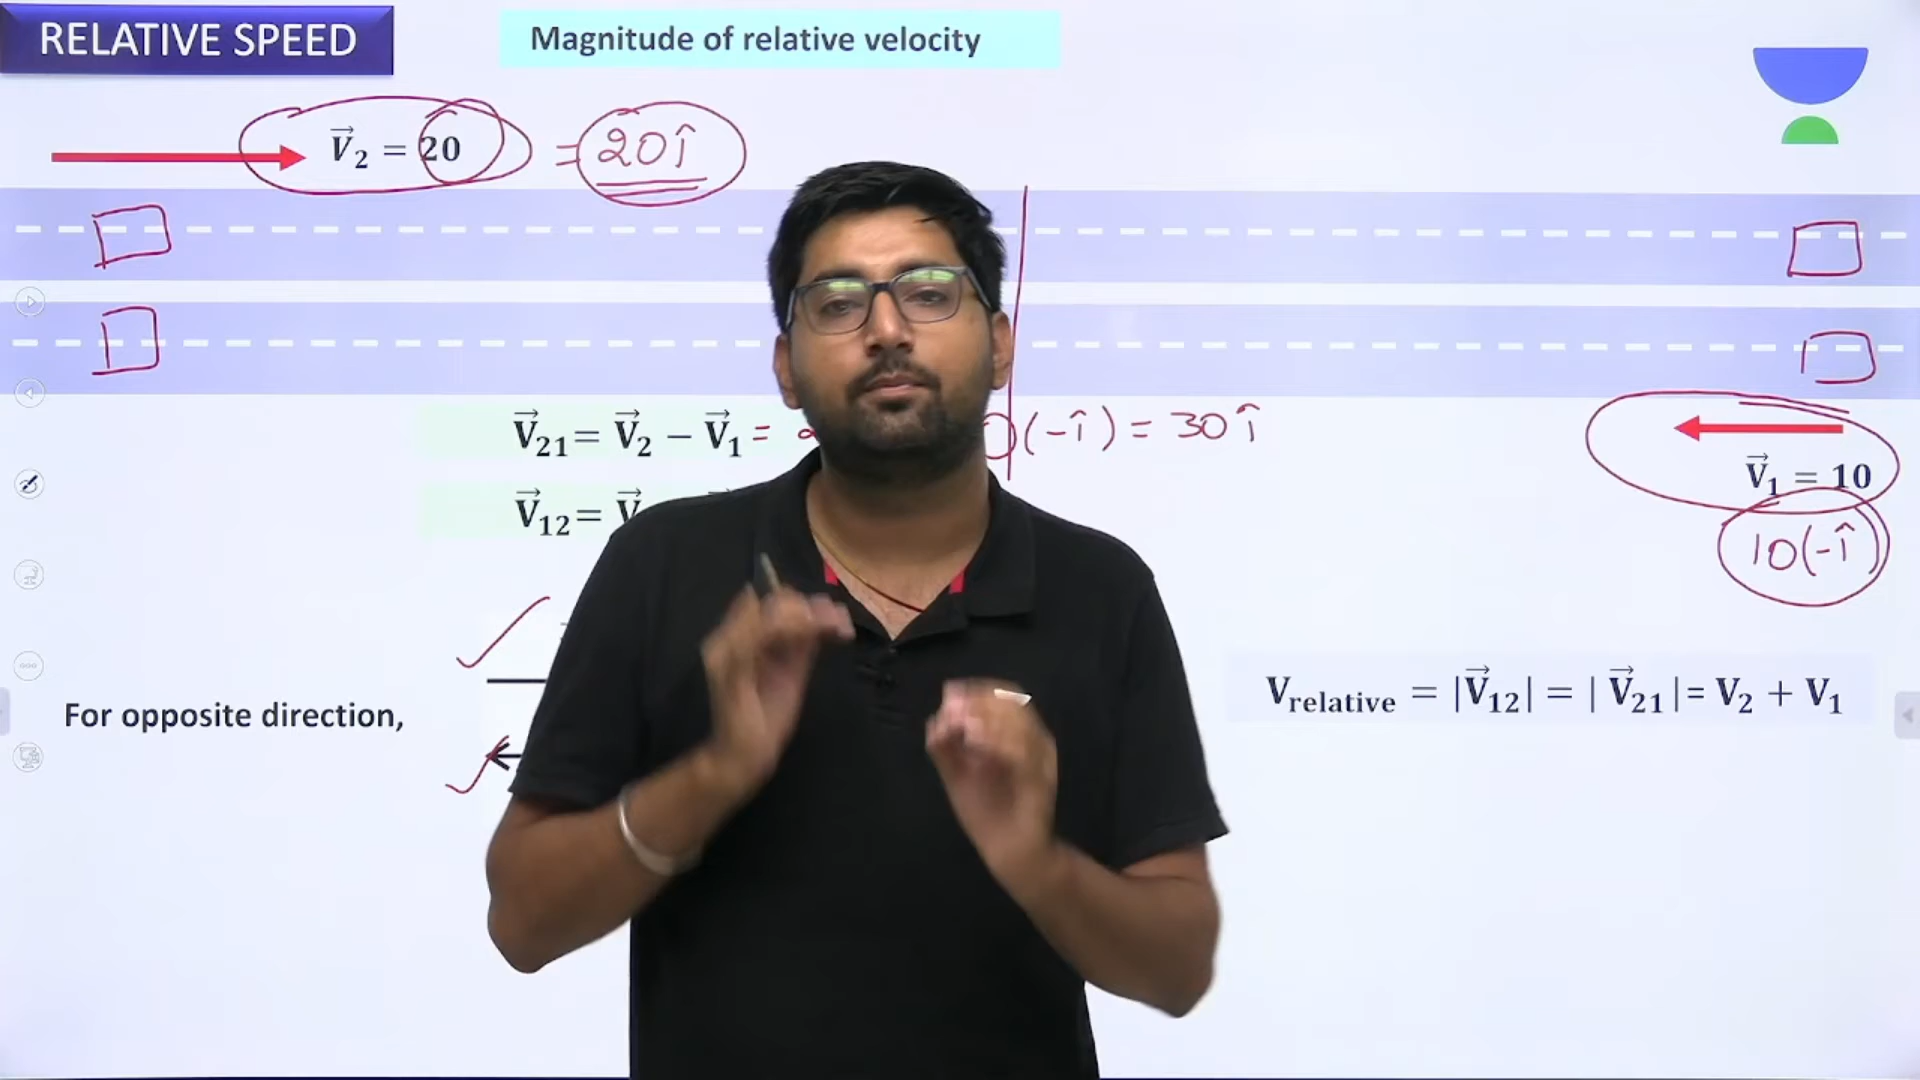 RELATIVE SPEED
Magnitude of relative velocity
V⃗₂ = 20 = 20î
V⃗₂₁ = V⃗₂ − V⃗₁ = (-î) = 30î
V⃗₁ = 10
V⃗₁₂ =
10(-î)
For opposite direction,
V_relative = |V⃗₁₂| = | V⃗₂₁ | = V₂ + V₁